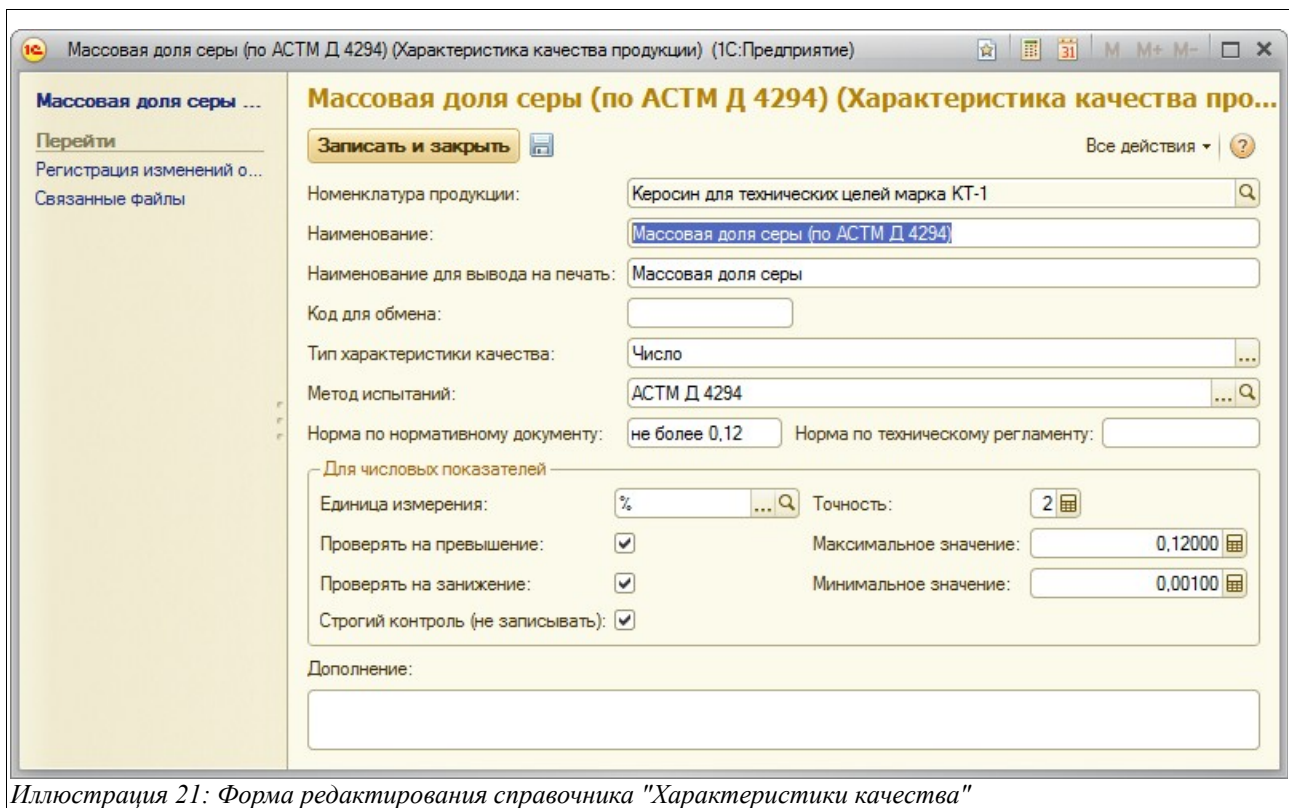 1С Массовая доля серы (по АСТМ Д 4294) (Характеристика качества продукции) (1С:Предприятие) 31 M M+ M-
Массовая доля серы ...
Перейти
Регистрация изменений о...
Связанные файлы
Массовая доля серы (по АСТМ Д 4294) (Характеристика качества про...
Записать и закрыть Все действия ?
Номенклатура продукции: Керосин для технических целей марка КТ-1
Наименование: Массовая доля серы (по АСТМ Д 4294)
Наименование для вывода на печать: Массовая доля серы
Код для обмена:
Тип характеристики качества: Число ...
Метод испытаний: АСТМ Д 4294 ...
Норма по нормативному документу: не более 0,12 Норма по техническому регламенту:
Для числовых показателей
Единица измерения: % ... Точность: 2
Проверять на превышение: Максимальное значение: 0,12000
Проверять на занижение: Минимальное значение: 0,00100
Строгий контроль (не записывать):
Дополнение:
Иллюстрация 21: Форма редактирования справочника "Характеристики качества"